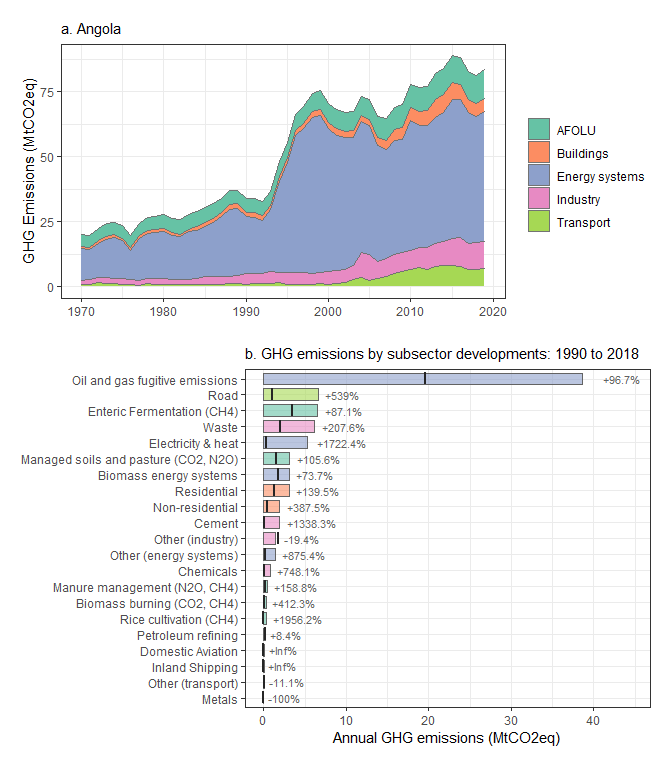 a. Angola
GHG Emissions (MtCO2eq)
75
50
25
0
1970
1980
1990
2000
2010
2020
AFOLU
Buildings
Energy systems
Industry
Transport
b. GHG emissions by subsector developments: 1990 to 2018
Oil and gas fugitive emissions +96.7%
Road +539%
Enteric Fermentation (CH4) +87.1%
Waste +207.6%
Electricity & heat +1722.4%
Managed soils and pasture (CO2, N2O) +105.6%
Biomass energy systems +73.7%
Residential +139.5%
Non-residential +387.5%
Cement +1338.3%
Other (industry) -19.4%
Other (energy systems) +875.4%
Chemicals +748.1%
Manure management (N2O, CH4) +158.8%
Biomass burning (CO2, CH4) +412.3%
Rice cultivation (CH4) +1956.2%
Petroleum refining +8.4%
Domestic Aviation +Inf%
Inland Shipping +Inf%
Other (transport) -11.1%
Metals -100%
0
10
20
30
40
Annual GHG emissions (MtCO2eq)